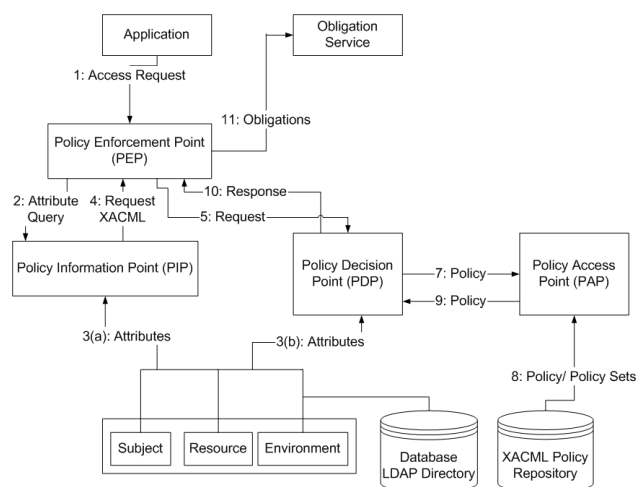 Application
Obligation
Service
1: Access Request
11: Obligations
Policy Enforcement Point
(PEP)
10: Response
2: Attribute
Query
4: Request
XACML
5: Request
Policy Information Point (PIP)
Policy Decision
Point (PDP)
7: Policy
9: Policy
Policy Access
Point (PAP)
3(a): Attributes
3(b): Attributes
8: Policy/ Policy Sets
Subject
Resource
Environment
Database
LDAP Directory
XACML Policy
Repository